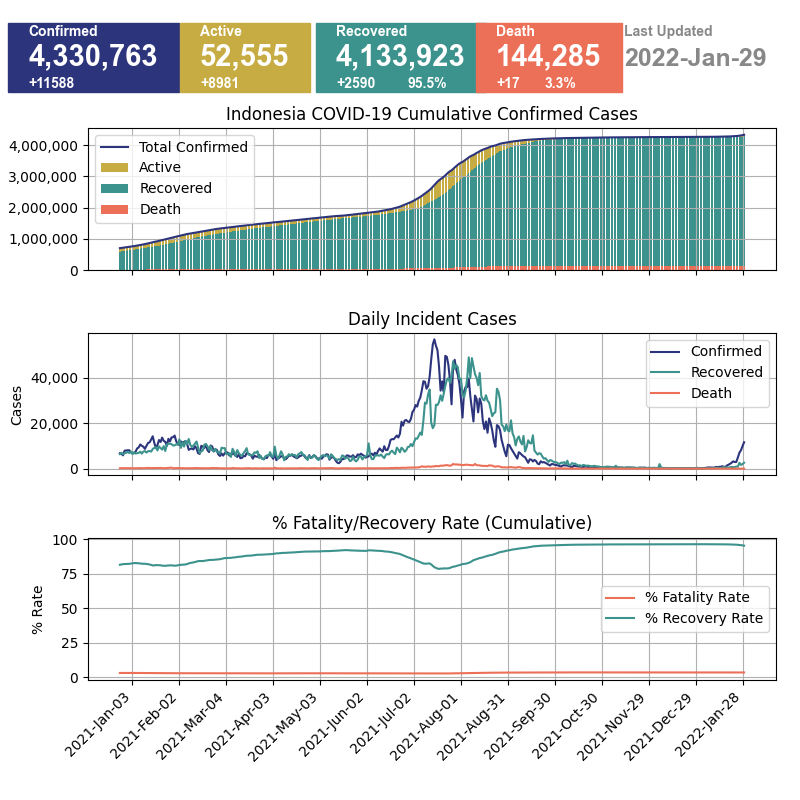 Confirmed
4,330,763
+11588
Active
52,555
+8981
Recovered
4,133,923
+2590 95.5%
Death
144,285
+17 3.3%
Last Updated
2022-Jan-29
Indonesia COVID-19 Cumulative Confirmed Cases
4,000,000
3,000,000
2,000,000
1,000,000
0
Total Confirmed
Active
Recovered
Death
Daily Incident Cases
Cases
40,000
20,000
0
Confirmed
Recovered
Death
% Fatality/Recovery Rate (Cumulative)
% Rate
100
75
50
25
0
% Fatality Rate
% Recovery Rate
2021-Jan-03
2021-Feb-02
2021-Mar-04
2021-Apr-03
2021-May-03
2021-Jun-02
2021-Jul-02
2021-Aug-01
2021-Aug-31
2021-Sep-30
2021-Oct-30
2021-Nov-29
2021-Dec-29
2022-Jan-28